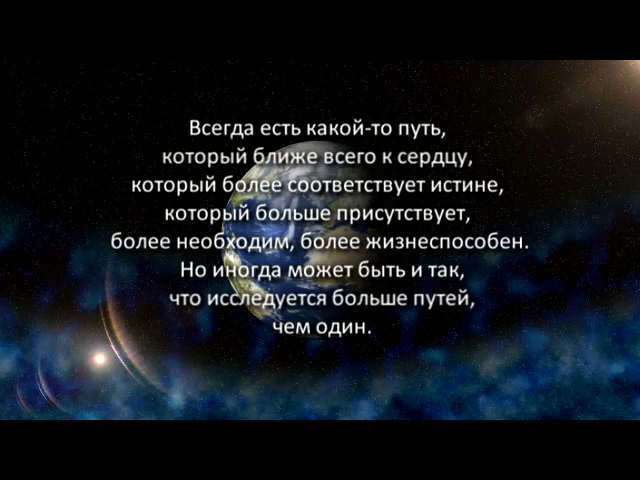 Всегда есть какой-то путь,
который ближе всего к сердцу,
который более соответствует истине,
который больше присутствует,
более необходим, более жизнеспособен.
Но иногда может быть и так,
что исследуется больше путей,
чем один.